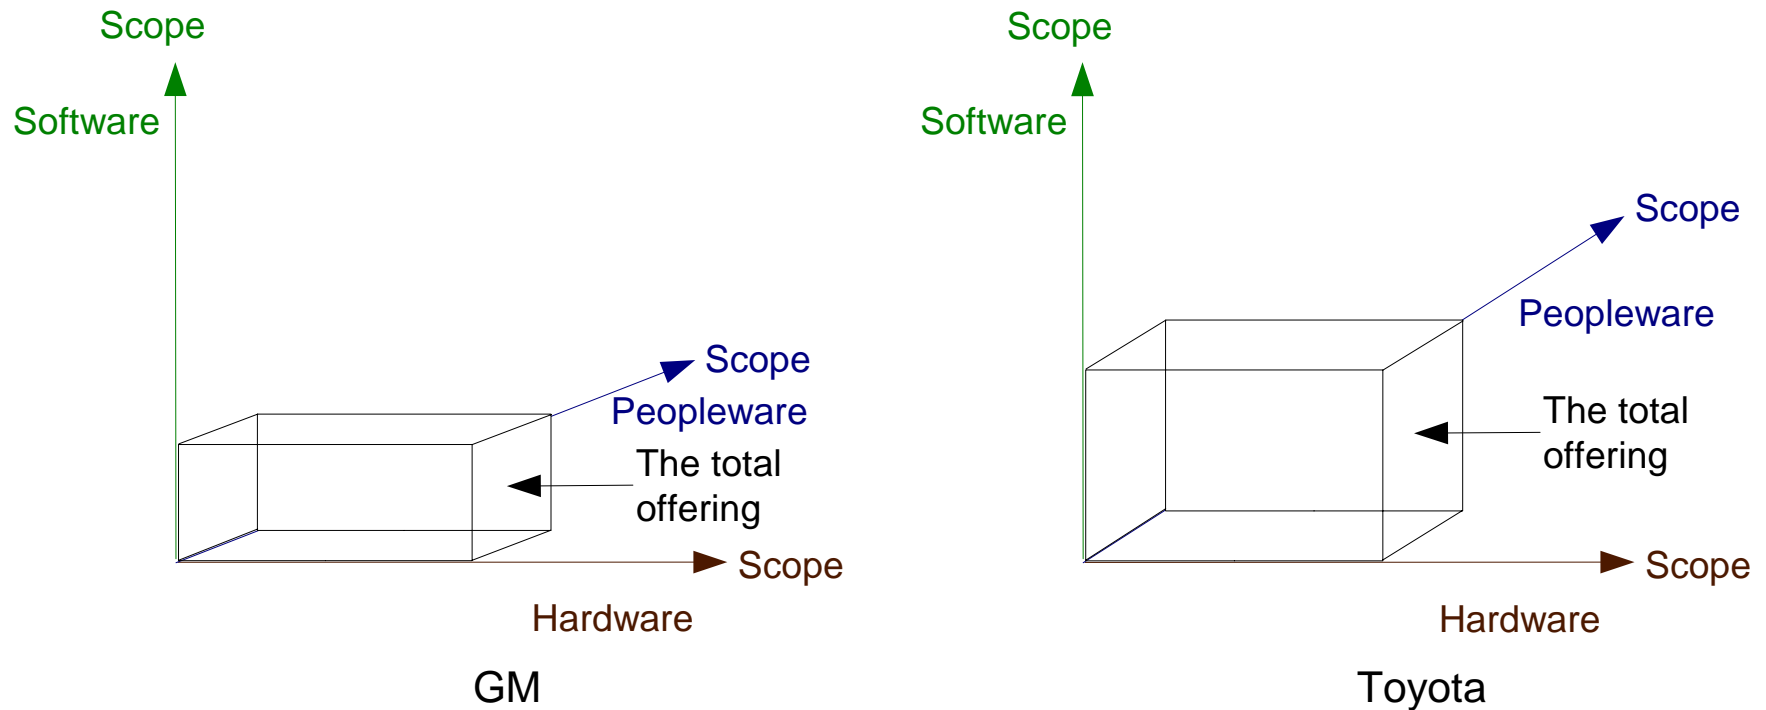 Scope
Software
Scope
Peopleware
The total
offering
Scope
Hardware
GM
Scope
Software
Scope
Peopleware
The total
offering
Scope
Hardware
Toyota